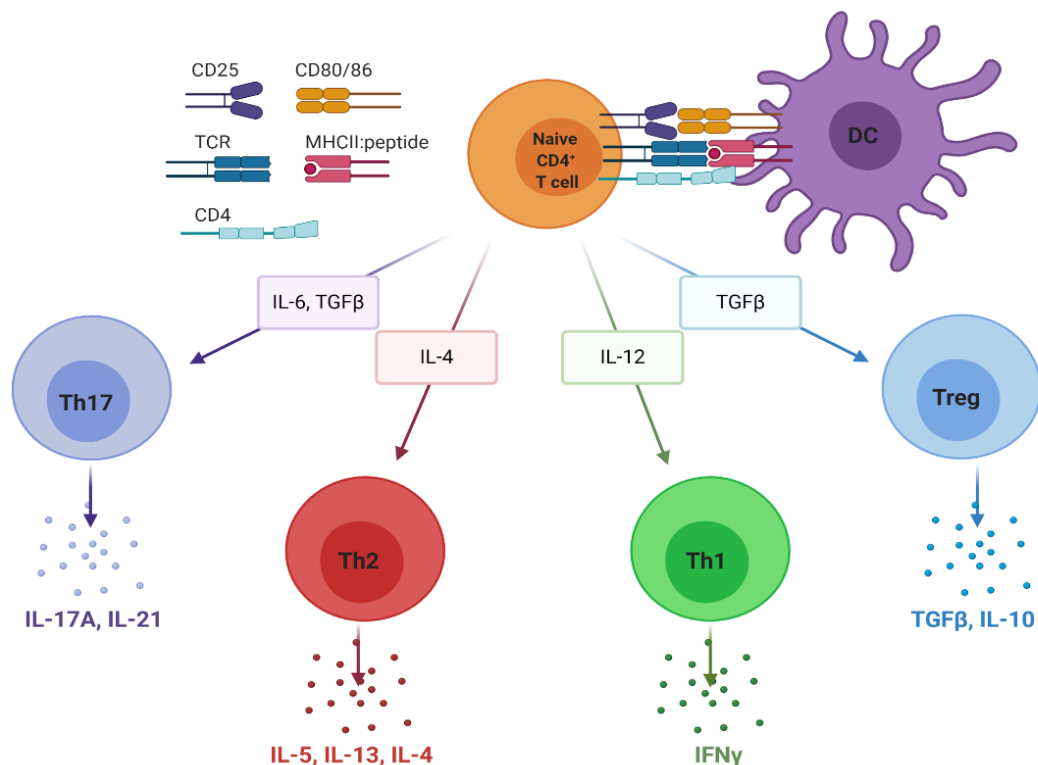 CD25
CD80/86
TCR
MHCII:peptide
CD4
Naive
CD4⁺
T cell
DC
IL-6, TGFβ
IL-4
IL-12
TGFβ
Th17
Th2
Th1
Treg
IL-17A, IL-21
IL-5, IL-13, IL-4
IFNγ
TGFβ, IL-10